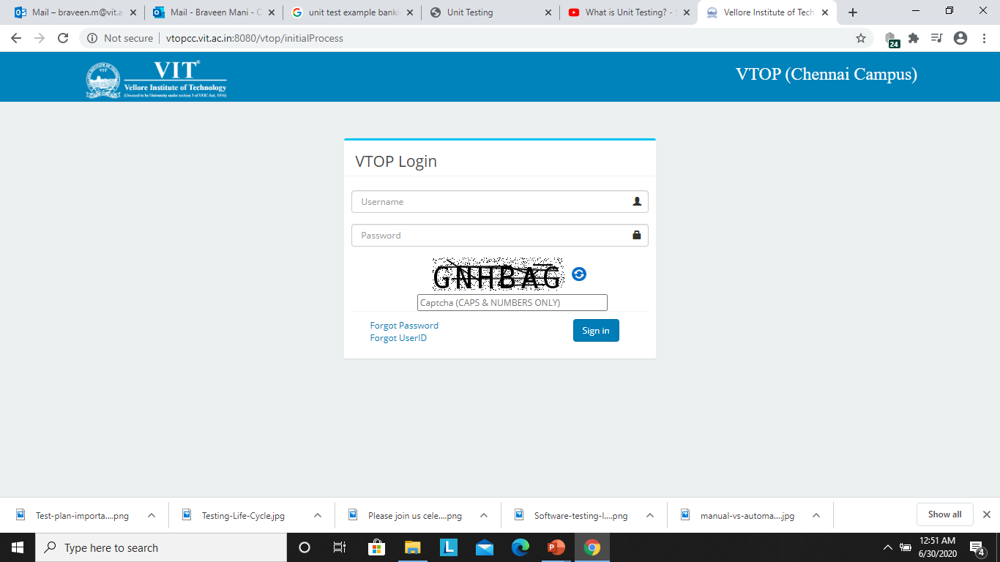 Mail – braveen.m@vit.a
Mail - Braveen Mani - C
unit test example banki
Unit Testing
What is Unit Testing? - S
Vellore Institute of Tech
Not secure
vtopcc.vit.ac.in:8080/vtop/initialProcess
24
VIT
VIT®
Vellore Institute of Technology
(Deemed to be University under section 3 of UGC Act, 1956)
VTOP (Chennai Campus)
VTOP Login
Username
Password
GNHBAG
Captcha (CAPS & NUMBERS ONLY)
Forgot Password
Forgot UserID
Sign in
Test-plan-importa....png
Testing-Life-Cycle.jpg
Please join us cele....png
Software-testing-l....png
manual-vs-automa....jpg
Show all
Type here to search
12:51 AM
6/30/2020
4